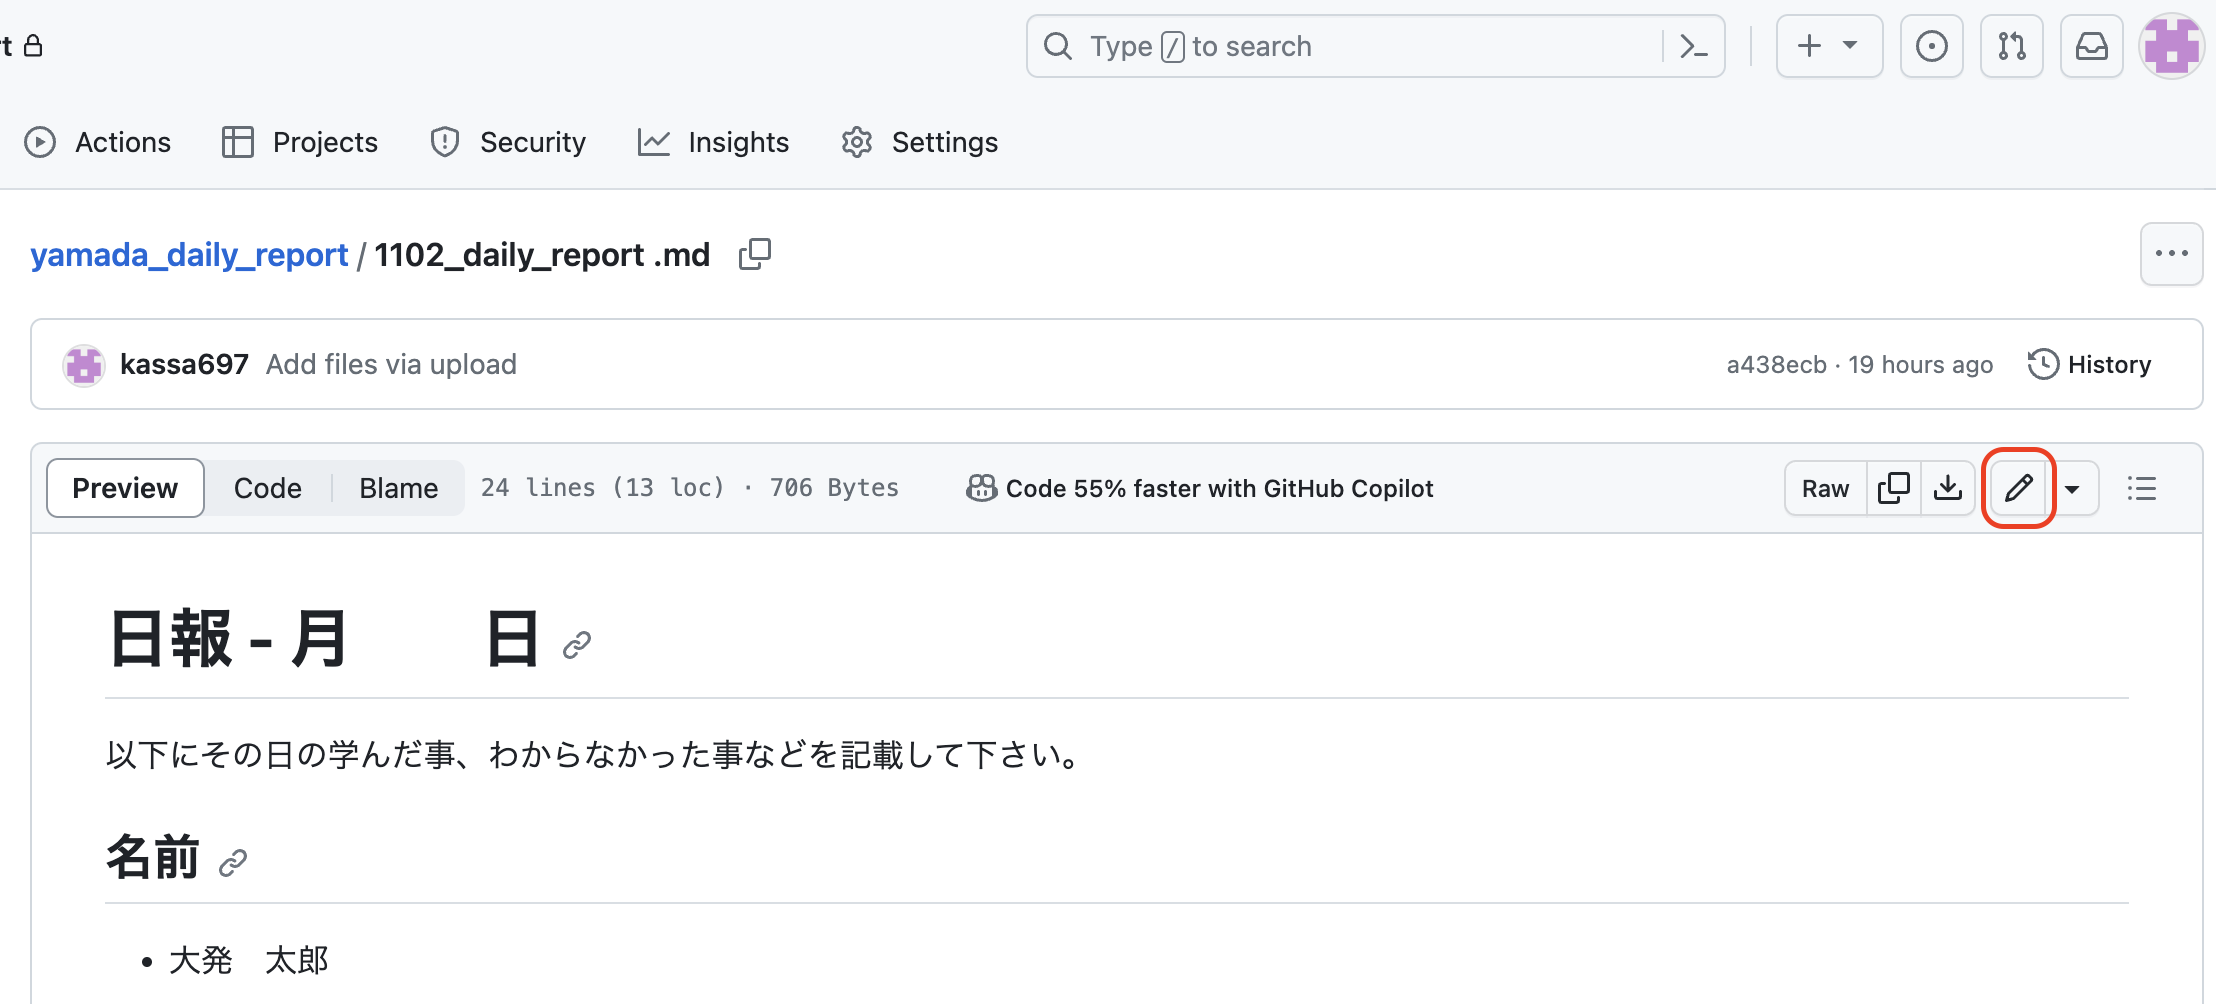 t
Type / to search
Actions Projects Security Insights Settings
yamada_daily_report / 1102_daily_report .md
kassa697 Add files via upload a438ecb · 19 hours ago History
Preview Code Blame 24 lines (13 loc) · 706 Bytes Code 55% faster with GitHub Copilot Raw
日報 - 月　　日
以下にその日の学んだ事、わからなかった事などを記載して下さい。
名前
• 大発　太郎